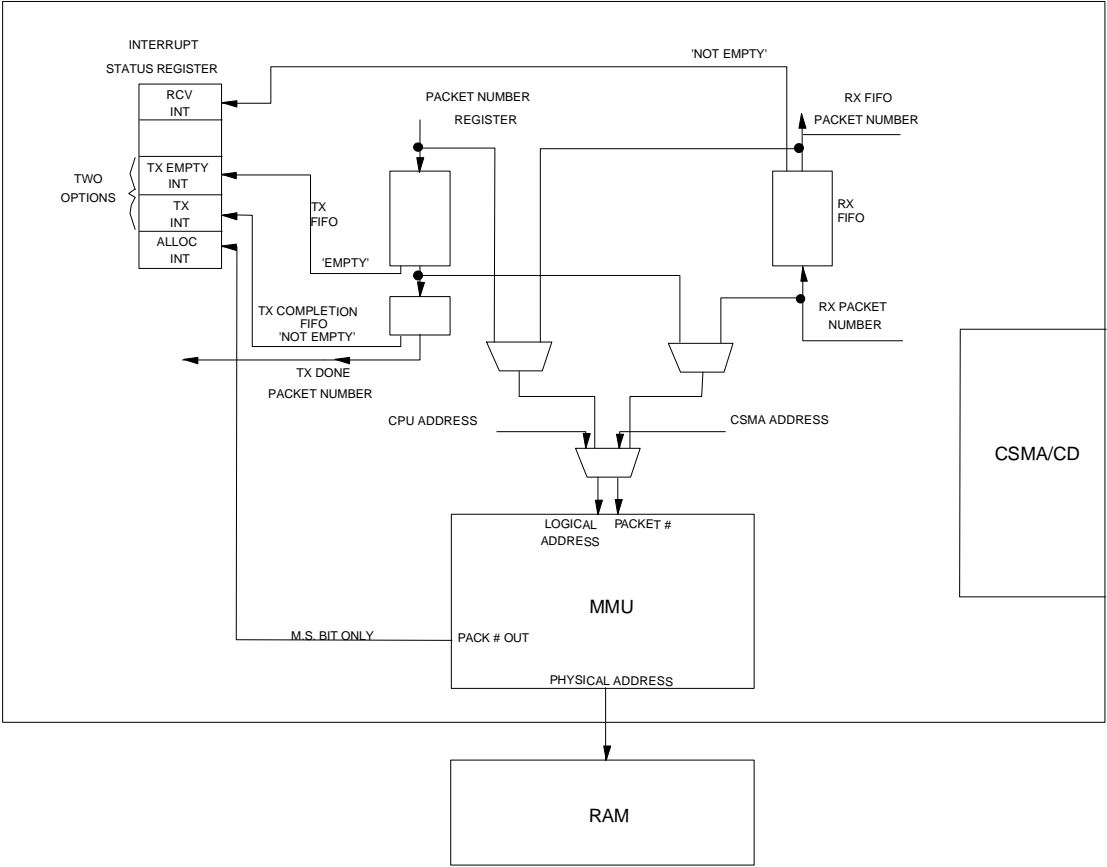 INTERRUPT
STATUS REGISTER
RCV
INT
TX EMPTY
INT
TX
INT
ALLOC
INT
TWO
OPTIONS
'NOT EMPTY'
PACKET NUMBER
REGISTER
RX FIFO
PACKET NUMBER
TX
FIFO
RX
FIFO
'EMPTY'
TX COMPLETION
FIFO
'NOT EMPTY'
RX PACKET
NUMBER
TX DONE
PACKET NUMBER
CPU ADDRESS
CSMA ADDRESS
CSMA/CD
LOGICAL
ADDRESS
PACKET #
MMU
M.S. BIT ONLY
PACK # OUT
PHYSICAL ADDRESS
RAM